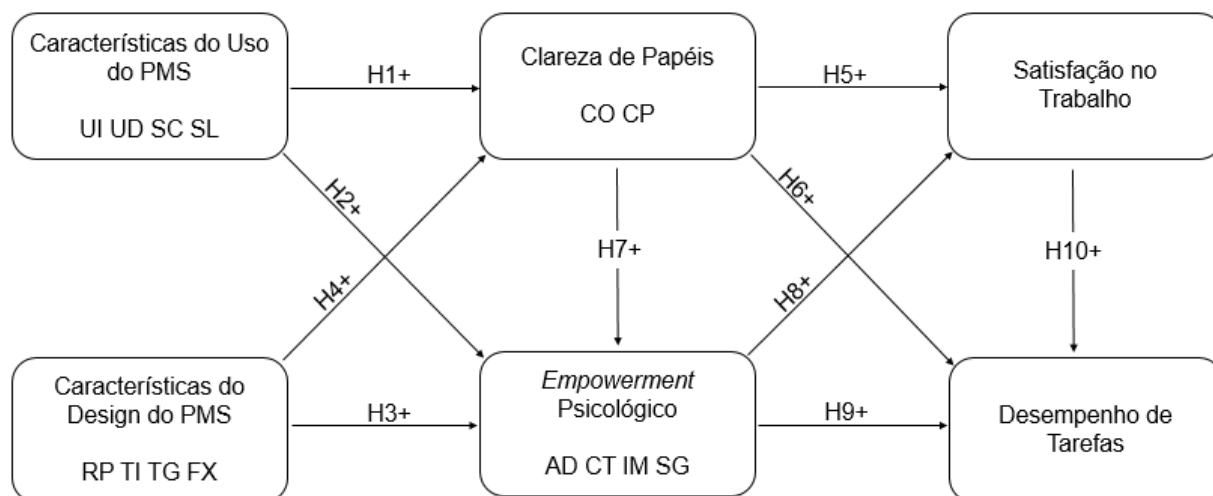 Características do Uso
do PMS
UI UD SC SL
H1+
Clareza de Papéis
CO CP
H5+
Satisfação no
Trabalho
H2+
H4+
H7+
H6+
H8+
H10+
Características do
Design do PMS
RP TI TG FX
H3+
Empowerment
Psicológico
AD CT IM SG
H9+
Desempenho de
Tarefas